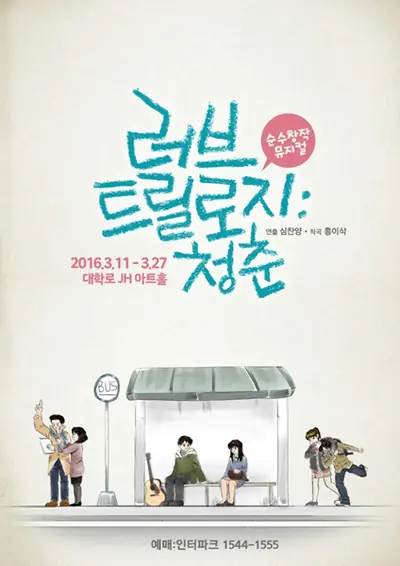 러브
트릴로지:
청춘
순수창작
뮤지컬
연출 심찬양 • 작곡 홍이삭
2016.3.11 - 3.27
대학로 JH 아트홀
BUS
예매:인터파크 1544-1555